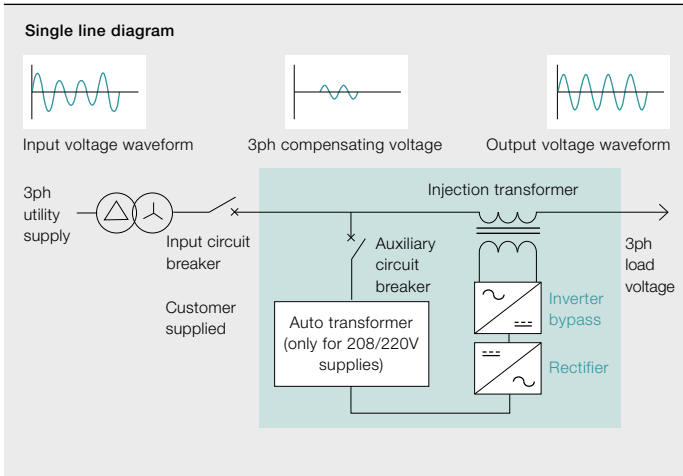 Single line diagram
Input voltage waveform
3ph compensating voltage
Output voltage waveform
3ph
utility
supply
Input circuit
breaker
Customer
supplied
Injection transformer
Auxiliary
circuit
breaker
3ph
load
voltage
Auto transformer
(only for 208/220V
supplies)
Inverter
bypass
Rectifier